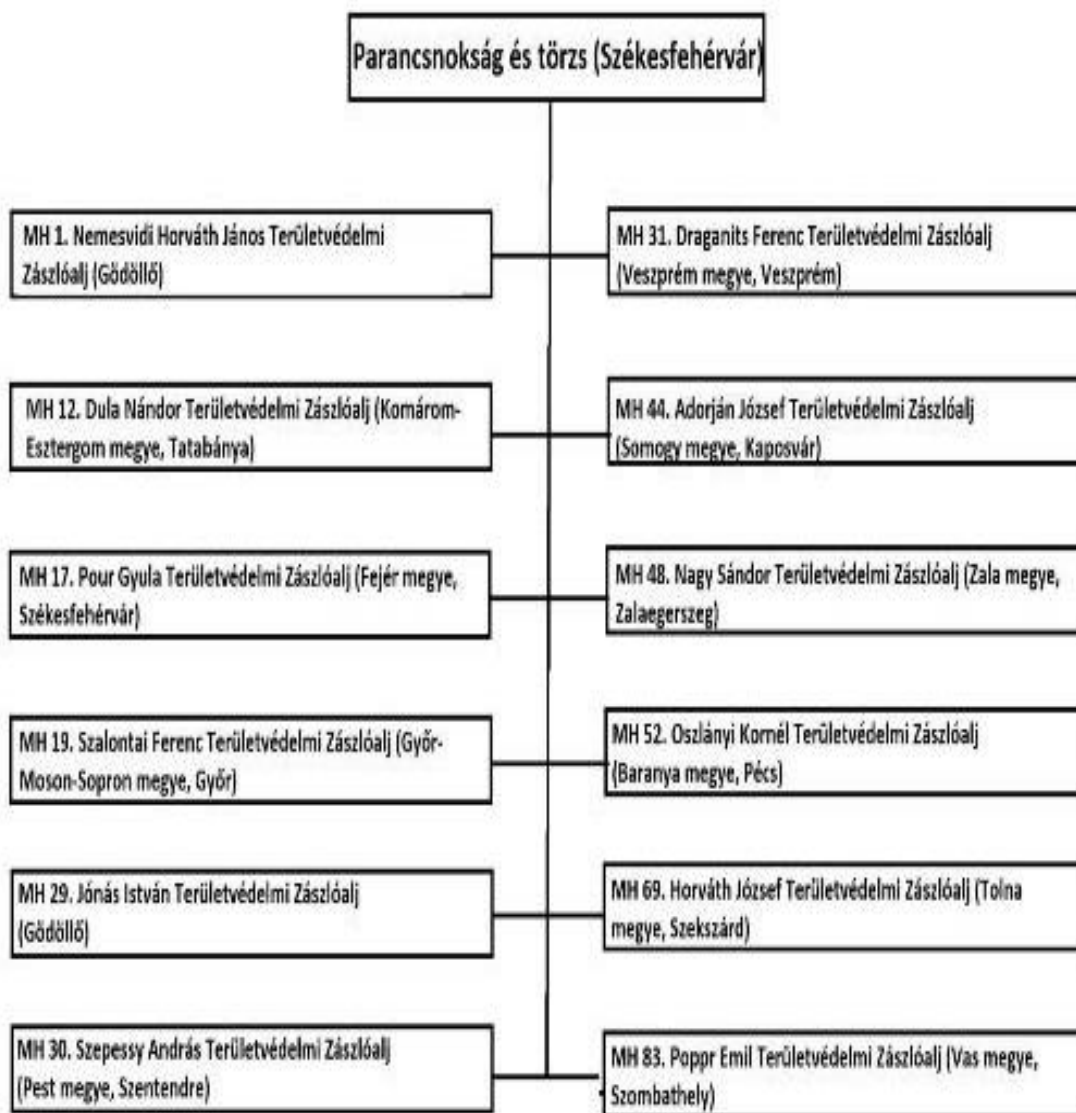 Parancsnokság és törzs (Székesfehérvár)
MH 1. Nemesvidi Horváth János Területvédelmi
Zászlóalj (Gödöllő)
MH 12. Dula Nándor Területvédelmi Zászlóalj (Komárom-
Esztergom megye, Tatabánya)
MH 17. Pour Gyula Területvédelmi Zászlóalj (Fejér megye,
Székesfehérvár)
MH 19. Szalontai Ferenc Területvédelmi Zászlóalj (Győr-
Moson-Sopron megye, Győr)
MH 29. Jónás István Területvédelmi Zászlóalj
(Gödöllő)
MH 30. Szepessy András Területvédelmi Zászlóalj
(Pest megye, Szentendre)
MH 31. Draganits Ferenc Területvédelmi Zászlóalj
(Veszprém megye, Veszprém)
MH 44. Adorján József Területvédelmi Zászlóalj
(Somogy megye, Kaposvár)
MH 48. Nagy Sándor Területvédelmi Zászlóalj (Zala megye,
Zalaegerszeg)
MH 52. Oszlányi Kornél Területvédelmi Zászlóalj
(Baranya megye, Pécs)
MH 69. Horváth József Területvédelmi Zászlóalj (Tolna
megye, Szekszárd)
MH 83. Poppr Emil Területvédelmi Zászlóalj (Vas megye,
Szombathely)